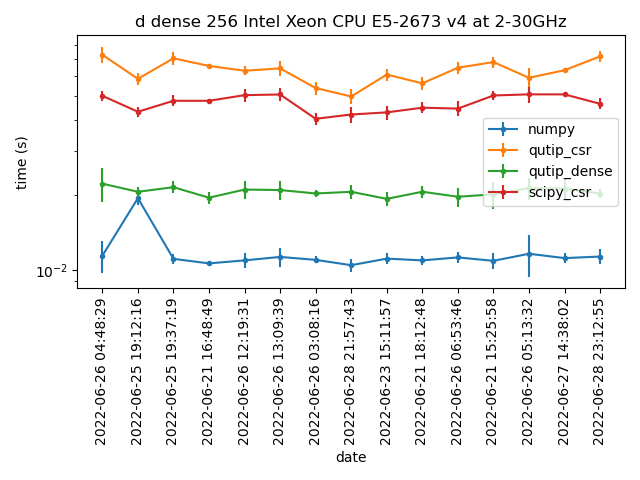 d dense 256 Intel Xeon CPU E5-2673 v4 at 2-30GHz
time (s)
10^-2
numpy
qutip_csr
qutip_dense
scipy_csr
2022-06-26 04:48:29
2022-06-25 19:12:16
2022-06-25 19:37:19
2022-06-21 16:48:49
2022-06-26 12:19:31
2022-06-26 13:09:39
2022-06-26 03:08:16
2022-06-28 21:57:43
2022-06-23 15:11:57
2022-06-21 18:12:48
2022-06-26 06:53:46
2022-06-21 15:25:58
2022-06-26 05:13:32
2022-06-27 14:38:02
2022-06-28 23:12:55
date